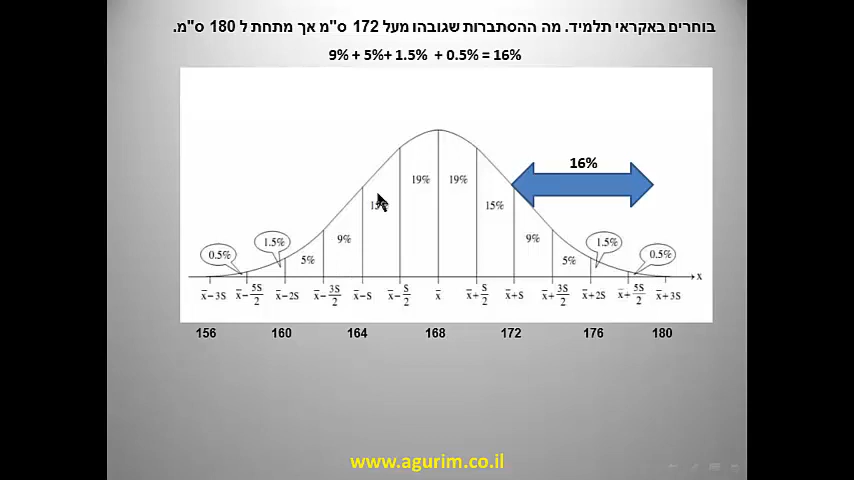 בוחרים באקראי תלמיד. מה ההסתברות שגובהו מעל 172 ס"מ אך מתחת ל 180 ס"מ.
9% + 5%+ 1.5% + 0.5% = 16%
16%
19% 19%
15% 15%
9% 9%
0.5% 1.5% 5% 5% 1.5% 0.5%
x̄−3S x̄−5S/2 x̄−2S x̄−3S/2 x̄−S x̄−S/2 x̄ x̄+S/2 x̄+S x̄+3S/2 x̄+2S x̄+5S/2 x̄+3S x
156 160 164 168 172 176 180
www.agurim.co.il